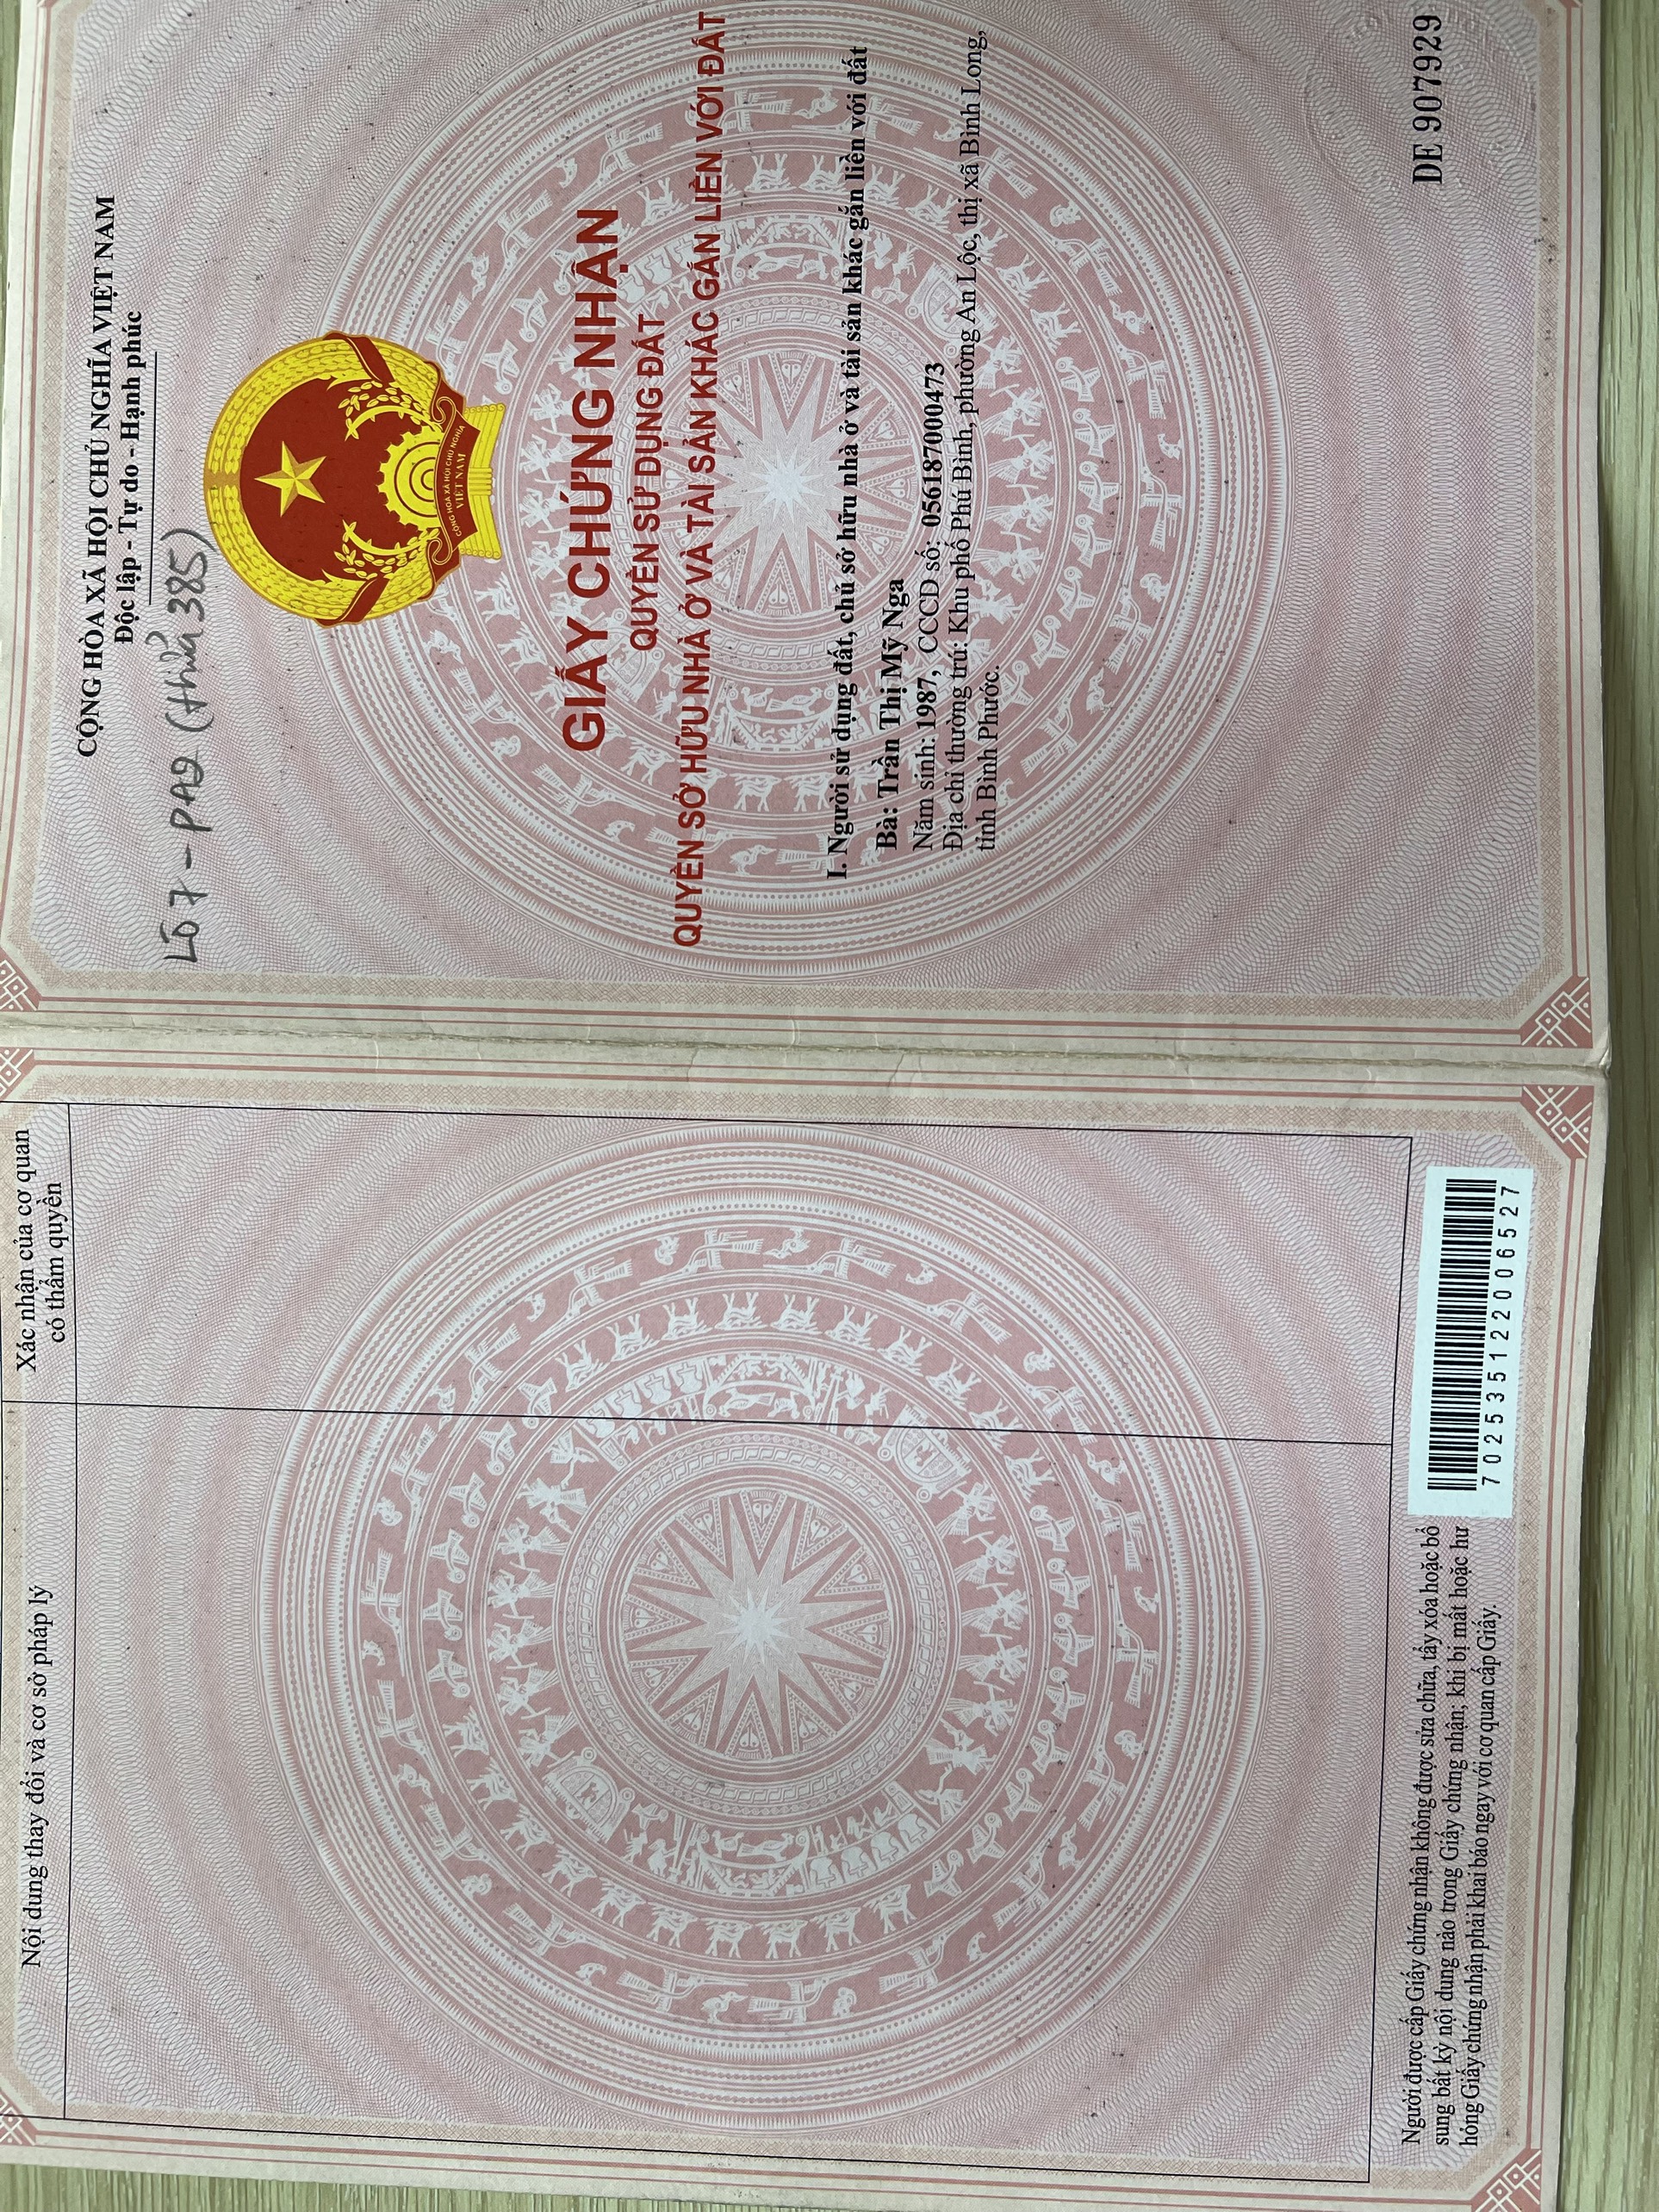 Nội dung thay đổi và cơ sở pháp lý
Xác nhận của cơ quan
có thẩm quyền
Người được cấp Giấy chứng nhận không được sửa chữa, tẩy xóa hoặc bổ
sung bất kỳ nội dung nào trong Giấy chứng nhận; khi bị mất hoặc hư
hỏng Giấy chứng nhận phải khai báo ngay với cơ quan cấp Giấy.
7025351220006527
CỘNG HÒA XÃ HỘI CHỦ NGHĨA VIỆT NAM
Độc lập - Tự do - Hạnh phúc
Lô 7 - PA9 (thửa 385)
CỘNG HÒA XÃ HỘI CHỦ NGHĨA
VIỆT NAM
GIẤY CHỨNG NHẬN
QUYỀN SỬ DỤNG ĐẤT
QUYỀN SỞ HỮU NHÀ Ở VÀ TÀI SẢN KHÁC GẮN LIỀN VỚI ĐẤT
I. Người sử dụng đất, chủ sở hữu nhà ở và tài sản khác gắn liền với đất
Bà: Trần Thị Mỹ Nga
Năm sinh: 1987, CCCD số: 056187000473
Địa chỉ thường trú: Khu phố Phú Bình, phường An Lộc, thị xã Bình Long,
tỉnh Bình Phước.
DE 907929